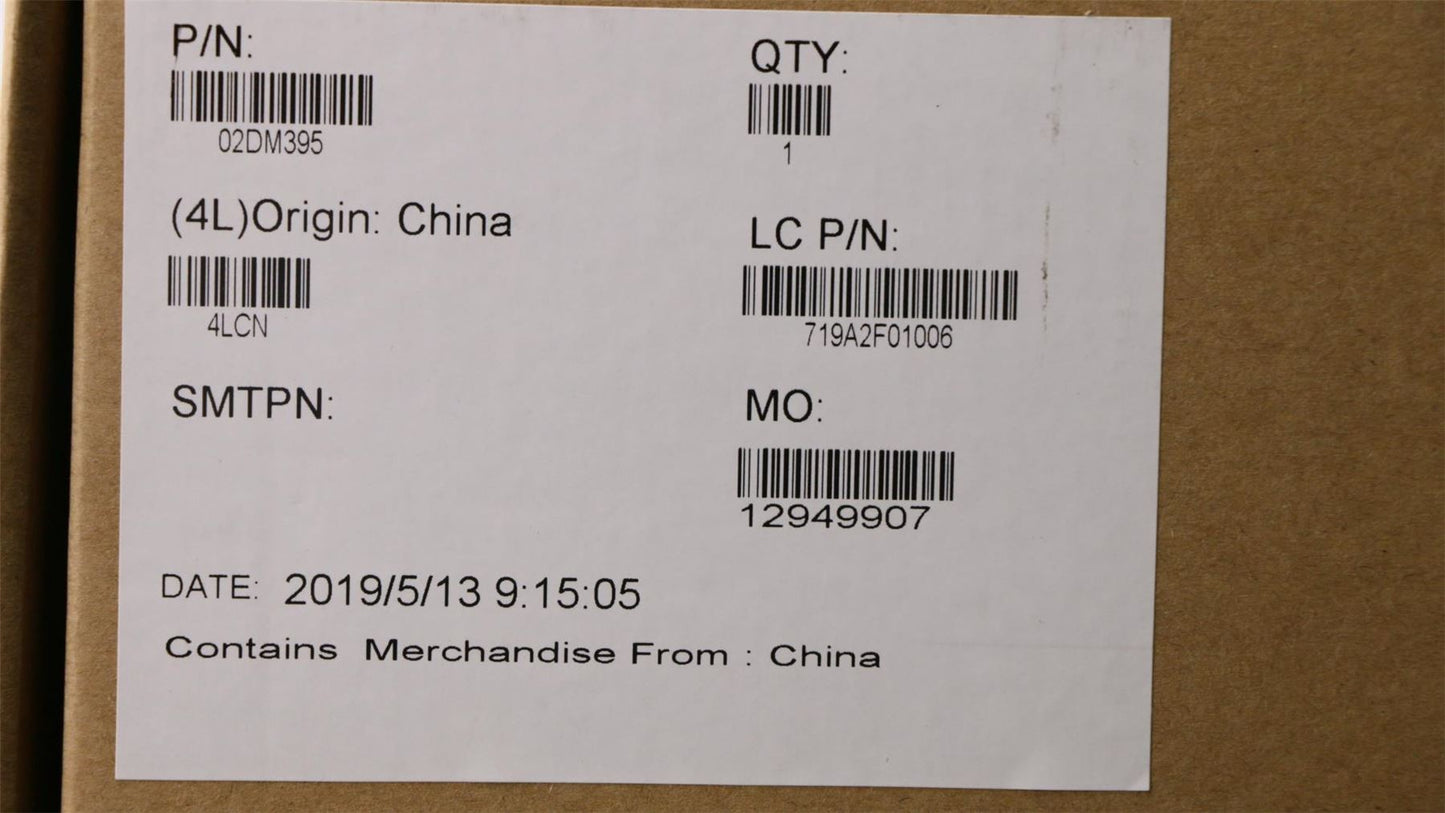 P/N:
02DM395
QTY:
1
(4L)Origin: China
4LCN
LC P/N:
719A2F01006
SMTPN:
MO:
12949907
DATE: 2019/5/13 9:15:05
Contains Merchandise From : China